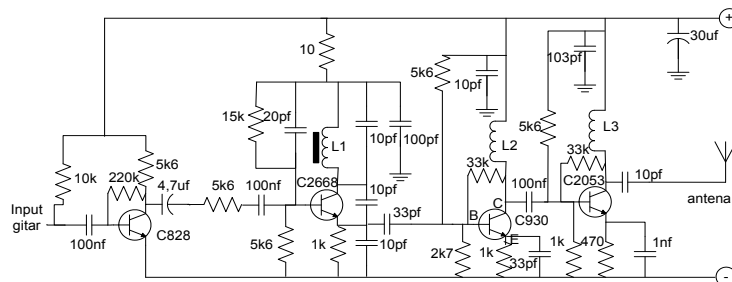 +
10
5k6
10pf
103pf
30uf
15k
20pf
L1
10pf
100pf
L2
5k6
L3
10k
220k
5k6
4,7uf
5k6
100nf
C2668
10pf
33pf
33k
C
100nf
33k
C2053
10pf
antena
Input
gitar
100nf
C828
5k6
1k
10pf
B
C930
E
2k7
1k
33pf
1k
470
1nf
-